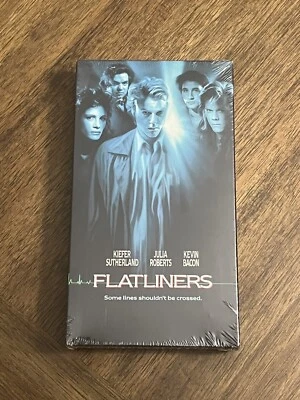 KIEFER SUTHERLAND JULIA ROBERTS KEVIN BACON
FLATLINERS
Some lines shouldn't be crossed.